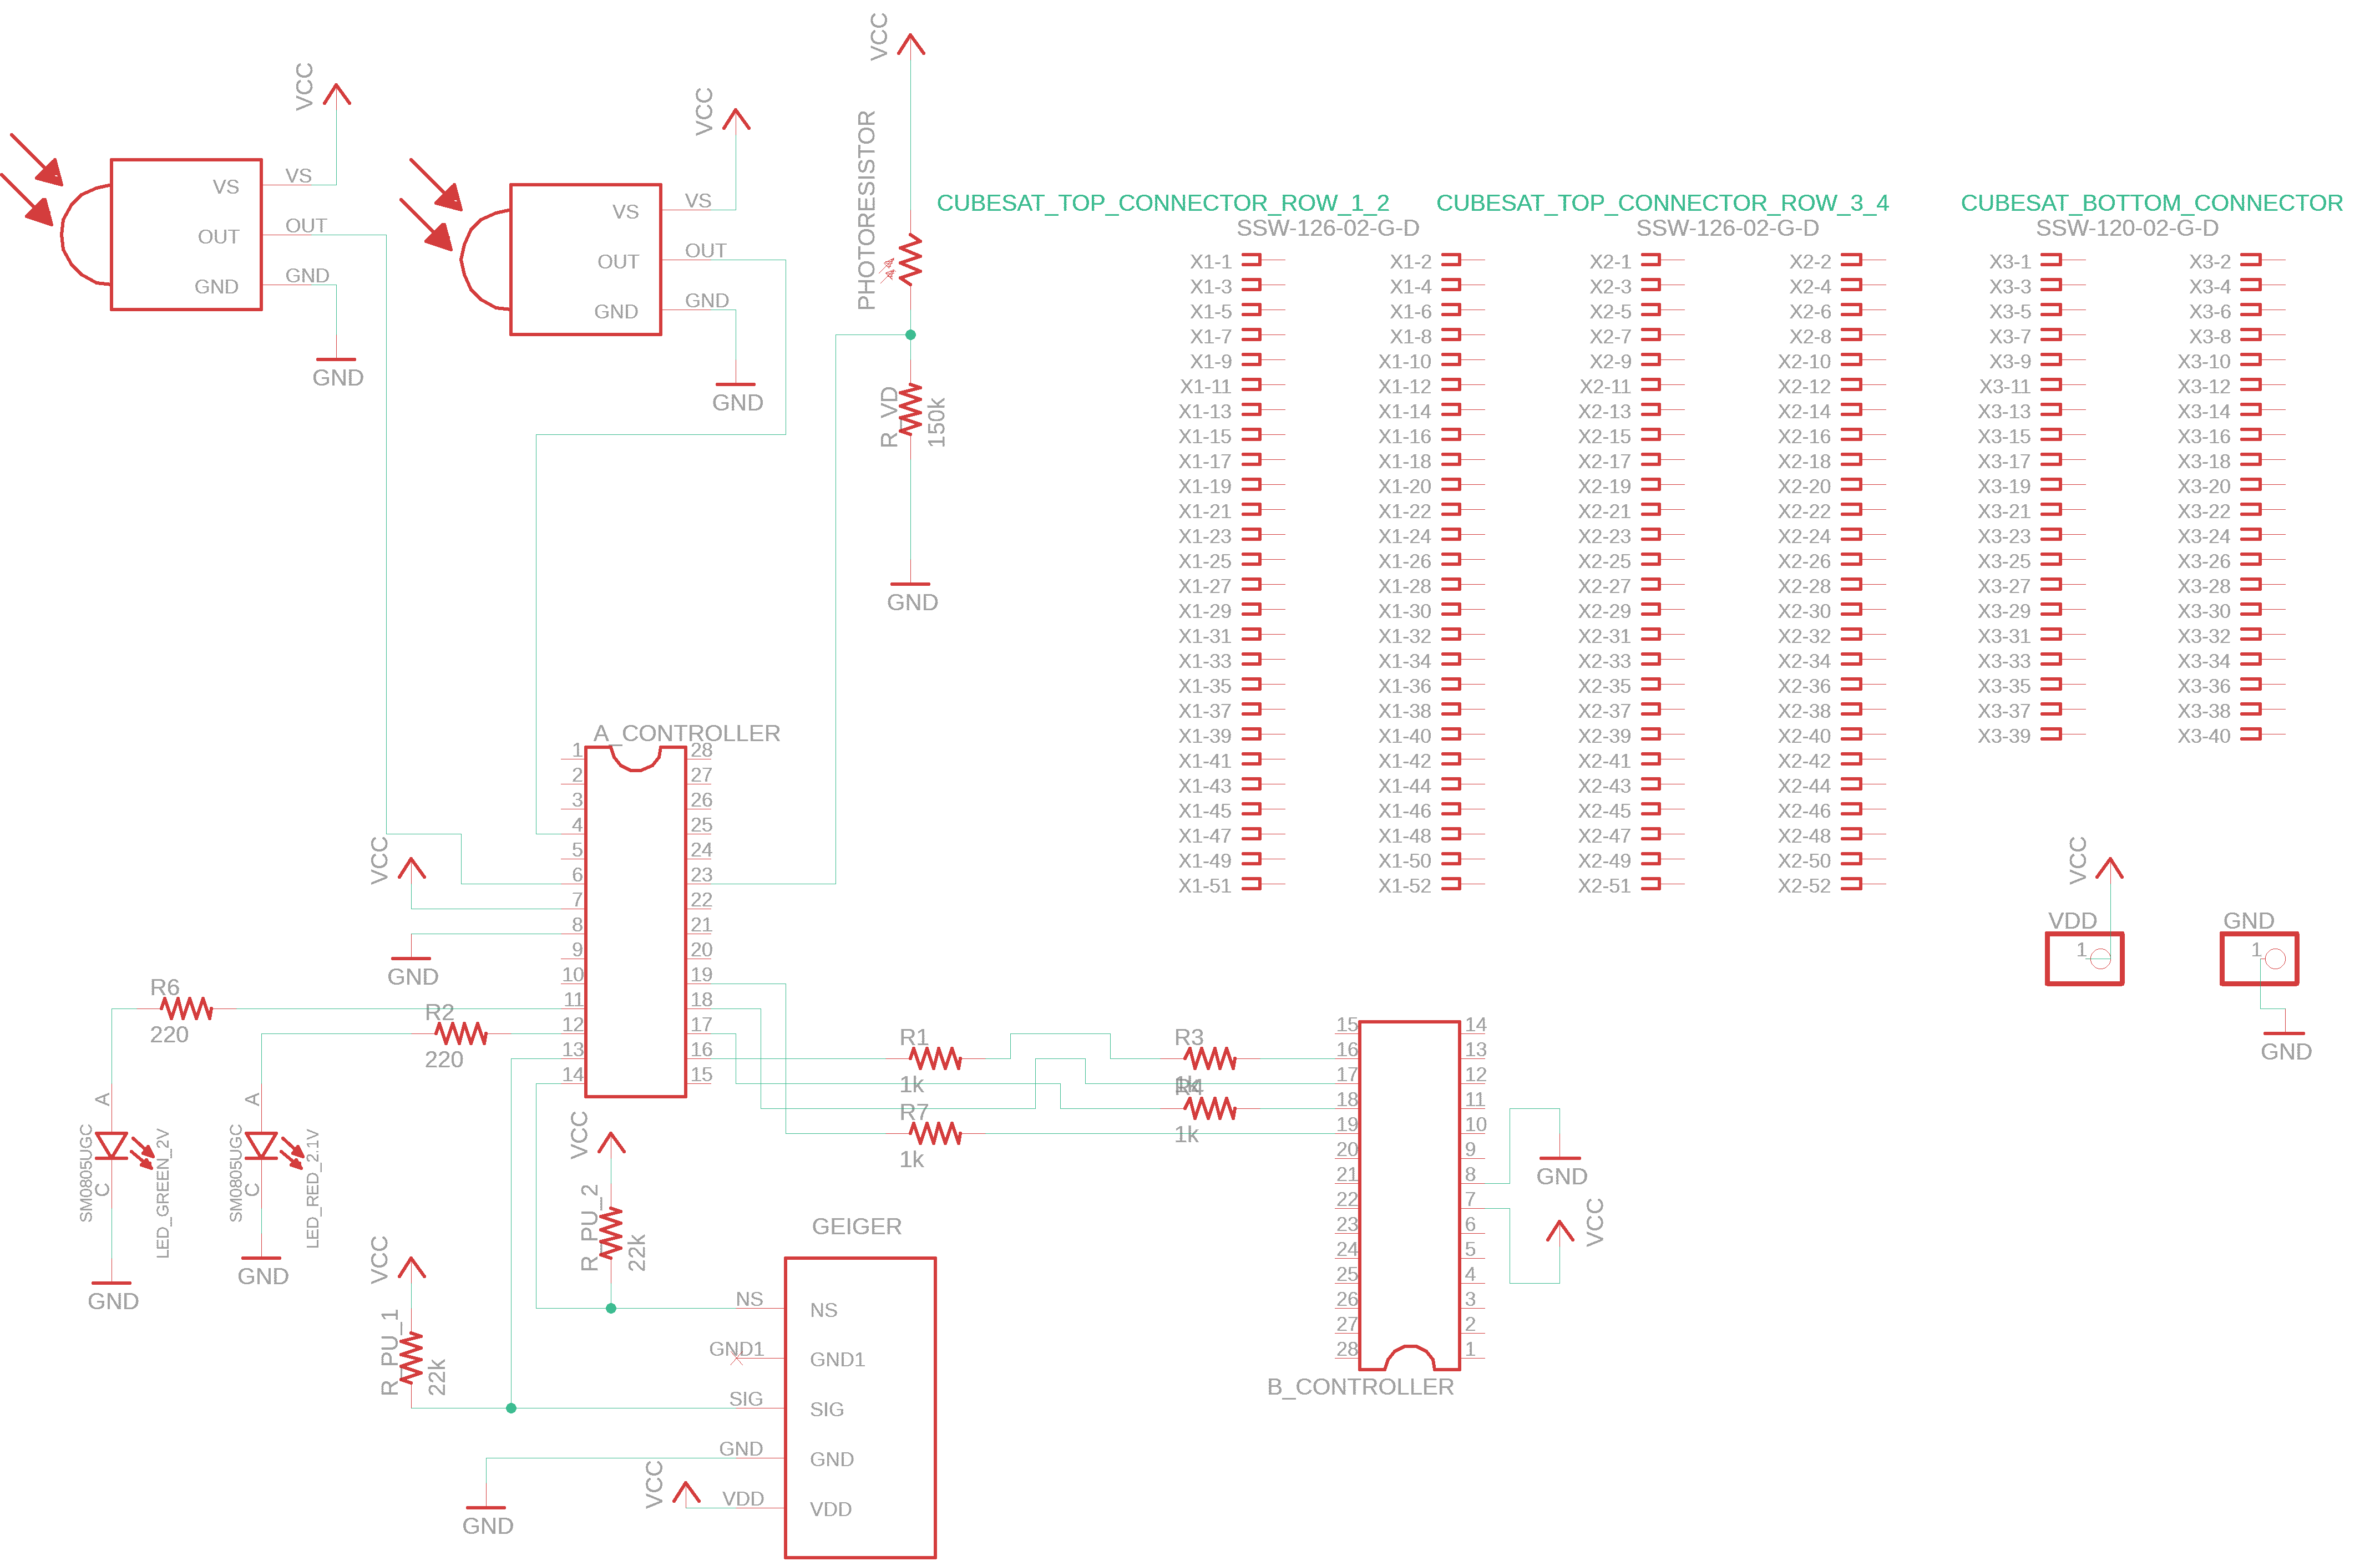 VCC
VS
VS
OUT
OUT
GND
GND
GND
VCC
VS
VS
OUT
OUT
GND
GND
GND
VCC
PHOTORESISTOR
R_VD
150k
GND
CUBESAT_TOP_CONNECTOR_ROW_1_2 CUBESAT_TOP_CONNECTOR_ROW_3_4 CUBESAT_BOTTOM_CONNECTOR
SSW-126-02-G-D SSW-126-02-G-D SSW-120-02-G-D
X1-1 X1-2 X2-1 X2-2 X3-1 X3-2
X1-3 X1-4 X2-3 X2-4 X3-3 X3-4
X1-5 X1-6 X2-5 X2-6 X3-5 X3-6
X1-7 X1-8 X2-7 X2-8 X3-7 X3-8
X1-9 X1-10 X2-9 X2-10 X3-9 X3-10
X1-11 X1-12 X2-11 X2-12 X3-11 X3-12
X1-13 X1-14 X2-13 X2-14 X3-13 X3-14
X1-15 X1-16 X2-15 X2-16 X3-15 X3-16
X1-17 X1-18 X2-17 X2-18 X3-17 X3-18
X1-19 X1-20 X2-19 X2-20 X3-19 X3-20
X1-21 X1-22 X2-21 X2-22 X3-21 X3-22
X1-23 X1-24 X2-23 X2-24 X3-23 X3-24
X1-25 X1-26 X2-25 X2-26 X3-25 X3-26
X1-27 X1-28 X2-27 X2-28 X3-27 X3-28
X1-29 X1-30 X2-29 X2-30 X3-29 X3-30
X1-31 X1-32 X2-31 X2-32 X3-31 X3-32
X1-33 X1-34 X2-33 X2-34 X3-33 X3-34
X1-35 X1-36 X2-35 X2-36 X3-35 X3-36
X1-37 X1-38 X2-37 X2-38 X3-37 X3-38
X1-39 X1-40 X2-39 X2-40 X3-39 X3-40
X1-41 X1-42 X2-41 X2-42
X1-43 X1-44 X2-43 X2-44
X1-45 X1-46 X2-45 X2-46
X1-47 X1-48 X2-47 X2-48
X1-49 X1-50 X2-49 X2-50
X1-51 X1-52 X2-51 X2-52
VCC
VDD
1
GND
1
GND
A_CONTROLLER
1 28
2 27
3 26
4 25
5 24
6 23
7 22
8 21
9 20
10 19
11 18
12 17
13 16
14 15
VCC
GND
R6
220
R2
220
A
SM0805UGC
C
LED_GREEN_2V
GND
A
SM0805UGC
C
LED_RED_2.1V
GND
R1
1k
R7
1k
R3
1k
R4
1k
15 14
16 13
17 12
18 11
19 10
20 9
21 8
22 7
23 6
24 5
25 4
26 3
27 2
28 1
B_CONTROLLER
GND
VCC
VCC
R_PU_2
22k
VCC
R_PU_1
22k
GEIGER
NS NS
GND1 GND1
SIG SIG
GND GND
VDD VDD
VCC
GND